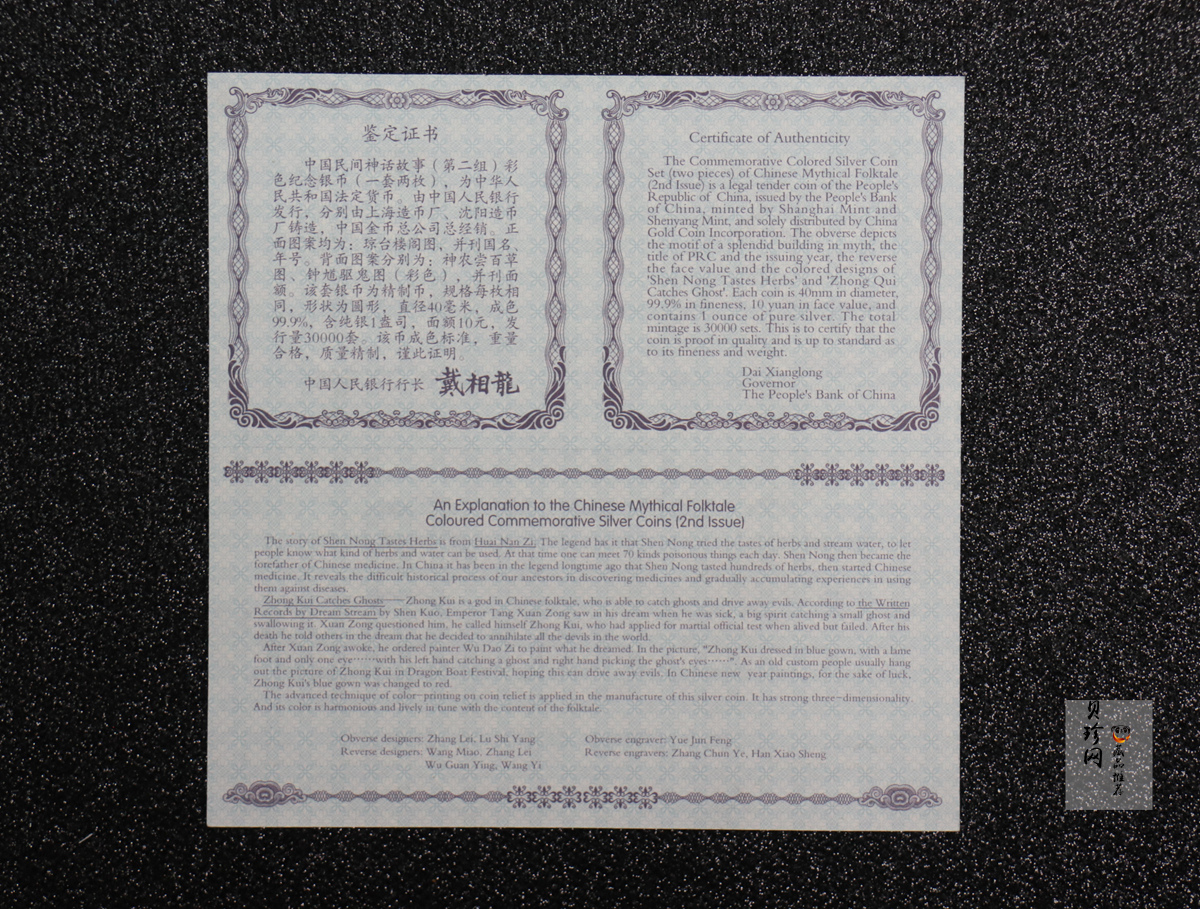 鉴定证书
中国民间神话故事（第二组）彩
色纪念银币（一套两枚），为中华人
民共和国法定货币。由中国人民银行
发行，分别由上海造币厂、沈阳造币
厂铸造，中国金币总公司总经销。正
面图案均为：琼台楼阁图，并刊国名、
年号。背面图案分别为：神农尝百草
图、钟馗驱鬼图（彩色），并刊面
额。该套银币为精制币，规格每枚相
同，形状为圆形，直径40毫米，成色
99.9%，含纯银1盎司，面额10元，发
行量30000套。该币成色标准，重量
合格，质量精制，谨此证明。
中国人民银行行长 戴相龍
Certificate of Authenticity
The Commemorative Colored Silver Coin
Set (two pieces) of Chinese Mythical Folktale
(2nd Issue) is a legal tender coin of the People's
Republic of China, issued by the People's Bank
of China, minted by Shanghai Mint and
Shenyang Mint, and solely distributed by China
Gold Coin Incorporation. The obverse depicts
the motif of a splendid building in myth, the
title of PRC and the issuing year, the reverse
the face value and the colored designs of
'Shen Nong Tastes Herbs' and 'Zhong Qui
Catches Ghost'. Each coin is 40mm in diameter,
99.9% in fineness, 10 yuan in face value, and
contains 1 ounce of pure silver. The total
mintage is 30000 sets. This is to certify that the
coin is proof in quality and is up to standard as
to its fineness and weight.
Dai Xianglong
Governor
The People's Bank of China
An Explanation to the Chinese Mythical Folktale
Coloured Commemorative Silver Coins (2nd Issue)
The story of Shen Nong Tastes Herbs is from Huai Nan Zi. The legend has it that Shen Nong tried the tastes of herbs and stream water, to let
people know what kind of herbs and water can be used. At that time one can meet 70 kinds poisonous things each day. Shen Nong then became the
forefather of Chinese medicine. In China it has been in the legend longtime ago that Shen Nong tasted hundreds of herbs, then started Chinese
medicine. It reveals the difficult historical process of our ancestors in discovering medicines and gradually accumulating experiences in using
them against diseases.
Zhong Kui Catches Ghosts——Zhong Kui is a god in Chinese folktale, who is able to catch ghosts and drive away evils. According to the Written
Records by Dream Stream by Shen Kuo, Emperor Tang Xuan Zong saw in his dream when he was sick, a big spirit catching a small ghost and
swallowing it. Xuan Zong questioned him, he called himself Zhong Kui, who had applied for martial official test when alived but failed. After his
death he told others in the dream that he decided to annihilate all the devils in the world.
After Xuan Zong awoke, he ordered painter Wu Dao Zi to paint what he dreamed. In the picture, "Zhong Kui dressed in blue gown, with a lame
foot and only one eye……with his left hand catching a ghost and right hand picking the ghost's eyes……". As an old custom people usually hang
out the picture of Zhong Kui in Dragon Boat Festival, hoping this can drive away evils. In Chinese new year paintings, for the sake of luck,
Zhong Kui's blue gown was changed to red.
The advanced technique of color-printing on coin relief is applied in the manufacture of this silver coin. It has strong three-dimensionality.
And its color is harmonious and lively in tune with the content of the folktale.
Obverse designers: Zhang Lei, Lu Shi Yang
Reverse designers: Wang Miao, Zhang Lei
Wu Guan Ying, Wang Yi
Obverse engraver: Yue Jun Feng
Reverse engravers: Zhang Chun Ye, Han Xiao Sheng
贝珍网